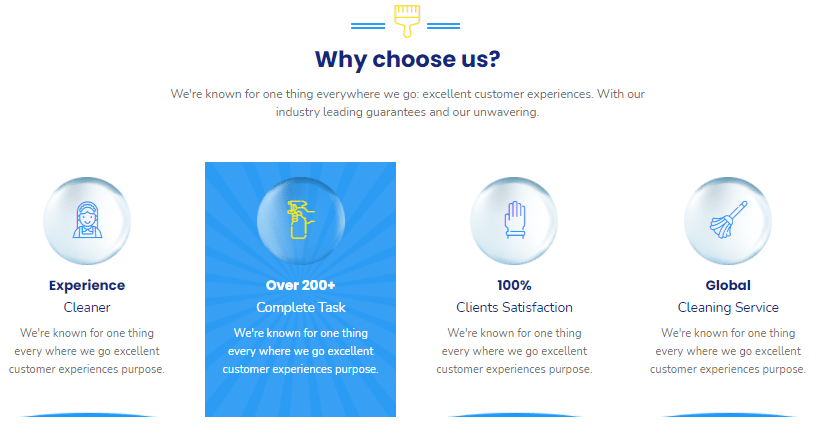 Why choose us?
We're known for one thing everywhere we go: excellent customer experiences. With our
industry leading guarantees and our unwavering.
Experience
Cleaner
We're known for one thing
every where we go excellent
customer experiences purpose.
Over 200+
Complete Task
We're known for one thing
every where we go excellent
customer experiences purpose.
100%
Clients Satisfaction
We're known for one thing
every where we go excellent
customer experiences purpose.
Global
Cleaning Service
We're known for one thing
every where we go excellent
customer experiences purpose.